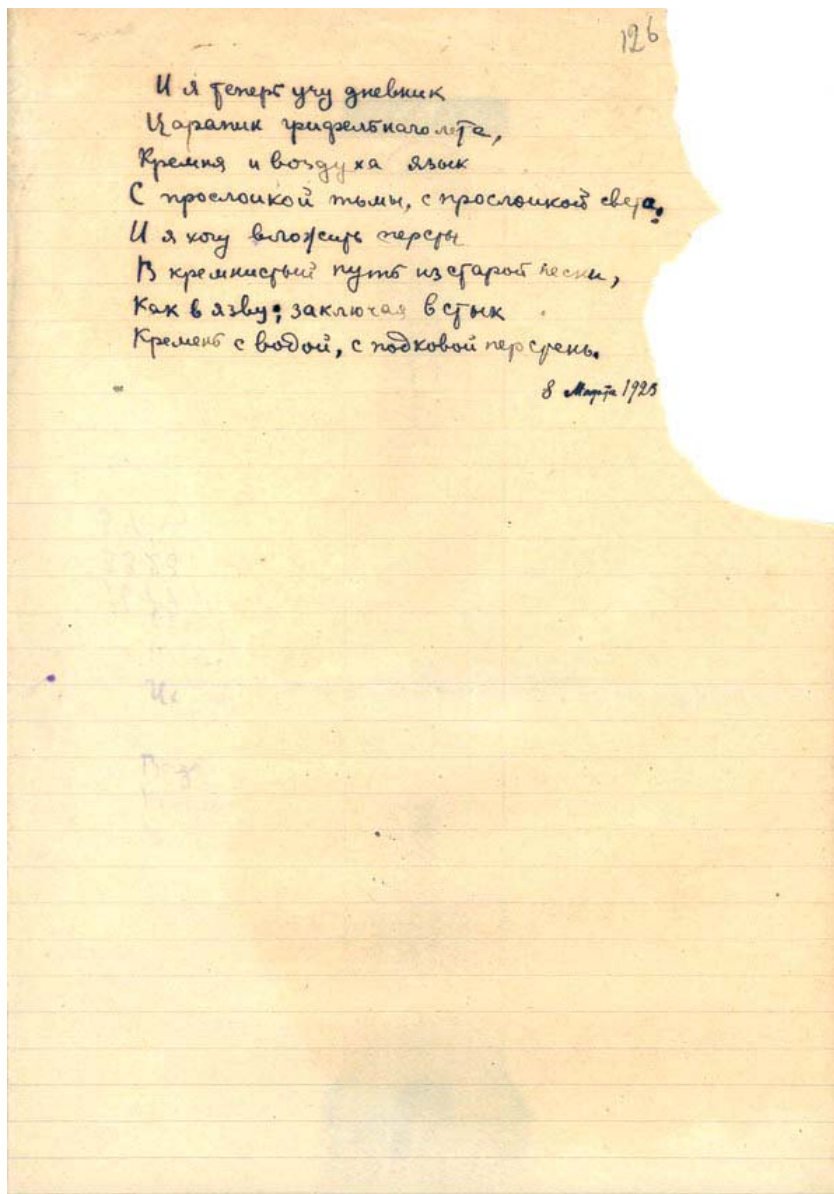 126
И я теперь учу дневник
Царапин грифельнаго лета,
Кремня и воздуха язык
С прослойкой тьмы, с прослойкой света.
И я хочу вложить персты
В кремнистый путь из старой песни,
Как в язву, заключая в стык
Кремень с водой, с подковой перстень.
8 Марта 1923